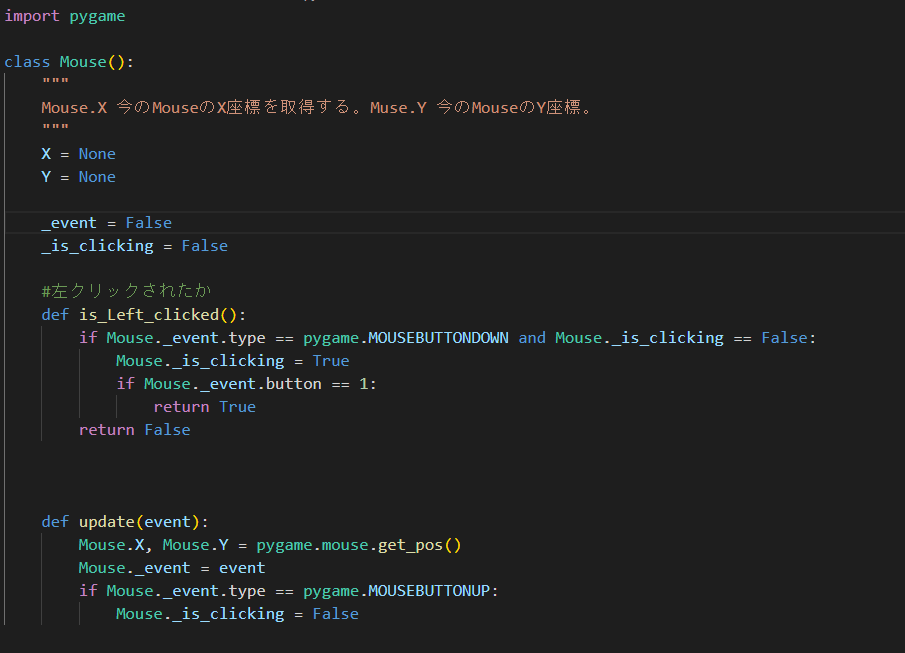 import pygame
class Mouse():
"""
Mouse.X 今のMouseのX座標を取得する。Muse.Y 今のMouseのY座標。
"""
X = None
Y = None
_event = False
_is_clicking = False
#左クリックされたか
def is_Left_clicked():
if Mouse._event.type == pygame.MOUSEBUTTONDOWN and Mouse._is_clicking == False:
Mouse._is_clicking = True
if Mouse._event.button == 1:
return True
return False
def update(event):
Mouse.X, Mouse.Y = pygame.mouse.get_pos()
Mouse._event = event
if Mouse._event.type == pygame.MOUSEBUTTONUP:
Mouse._is_clicking = False